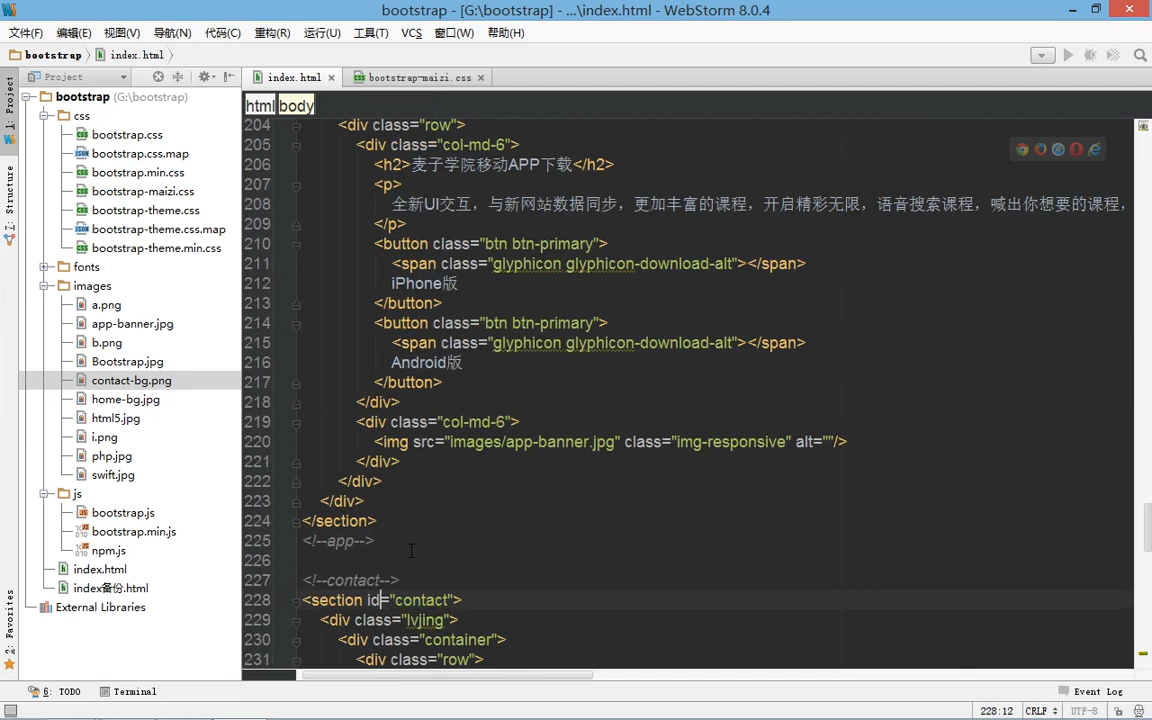 bootstrap - [G:\bootstrap] - ...\index.html - WebStorm 8.0.4
文件(F) 编辑(E) 视图(V) 导航(N) 代码(C) 重构(R) 运行(U) 工具(T) VCS 窗口(W) 帮助(H)
bootstrap index.html
Project index.html bootstrap-maizi.css
1: Project
7: Structure
2: Favorites
bootstrap (G:\bootstrap)
css
bootstrap.css
bootstrap.css.map
bootstrap.min.css
bootstrap-maizi.css
bootstrap-theme.css
bootstrap-theme.css.map
bootstrap-theme.min.css
fonts
images
a.png
app-banner.jpg
b.png
Bootstrap.jpg
contact-bg.png
home-bg.jpg
html5.jpg
i.png
php.jpg
swift.jpg
js
bootstrap.js
bootstrap.min.js
npm.js
index.html
index备份.html
External Libraries
html body
204 <div class="row">
205 <div class="col-md-6">
206 <h2>麦子学院移动APP下载</h2>
207 <p>
208 全新UI交互，与新网站数据同步，更加丰富的课程，开启精彩无限，语音搜索课程，喊出你想要的课程，
209 </p>
210 <button class="btn btn-primary">
211 <span class="glyphicon glyphicon-download-alt"></span>
212 iPhone版
213 </button>
214 <button class="btn btn-primary">
215 <span class="glyphicon glyphicon-download-alt"></span>
216 Android版
217 </button>
218 </div>
219 <div class="col-md-6">
220 <img src="images/app-banner.jpg" class="img-responsive" alt=""/>
221 </div>
222 </div>
223 </div>
224 </section>
225 <!--app-->
226
227 <!--contact-->
228 <section id="contact">
229 <div class="lvjing">
230 <div class="container">
231 <div class="row">
6: TODO Terminal Event Log
228:12 CRLF UTF-8